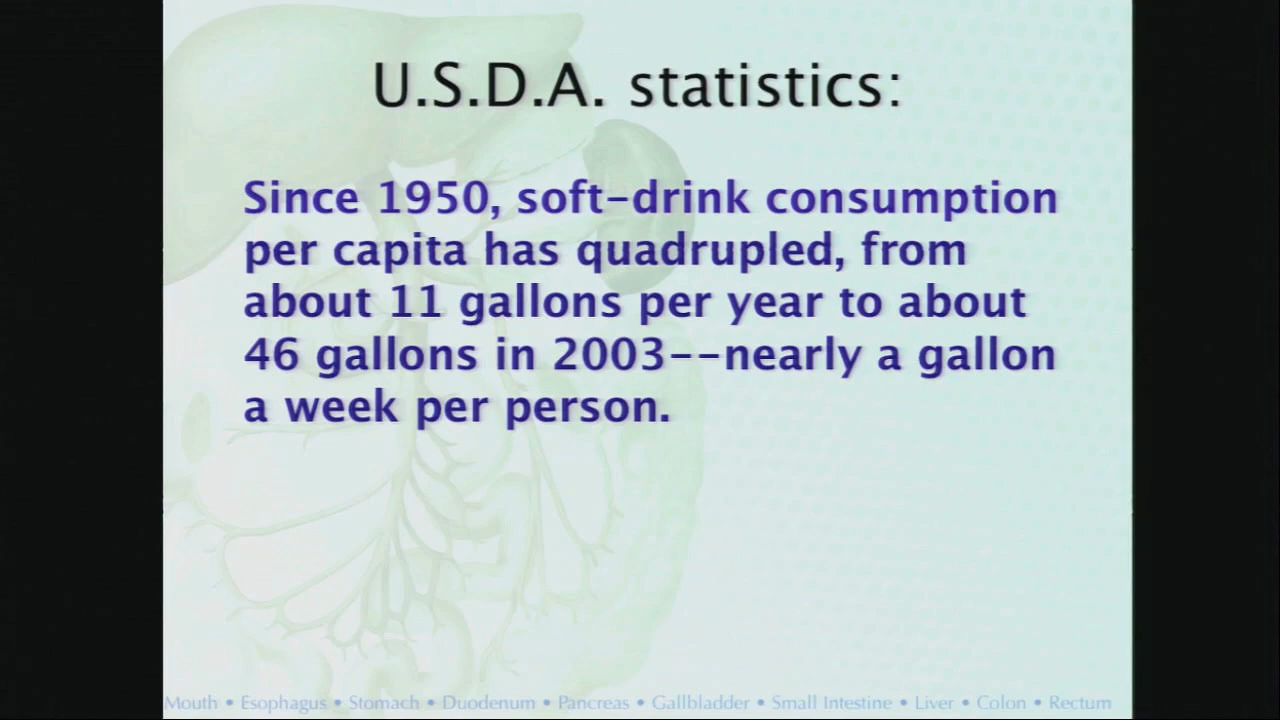 U.S.D.A. statistics:
Since 1950, soft-drink consumption
per capita has quadrupled, from
about 11 gallons per year to about
46 gallons in 2003--nearly a gallon
a week per person.
Mouth • Esophagus • Stomach • Duodenum • Pancreas • Gallbladder • Small Intestine • Liver • Colon • Rectum